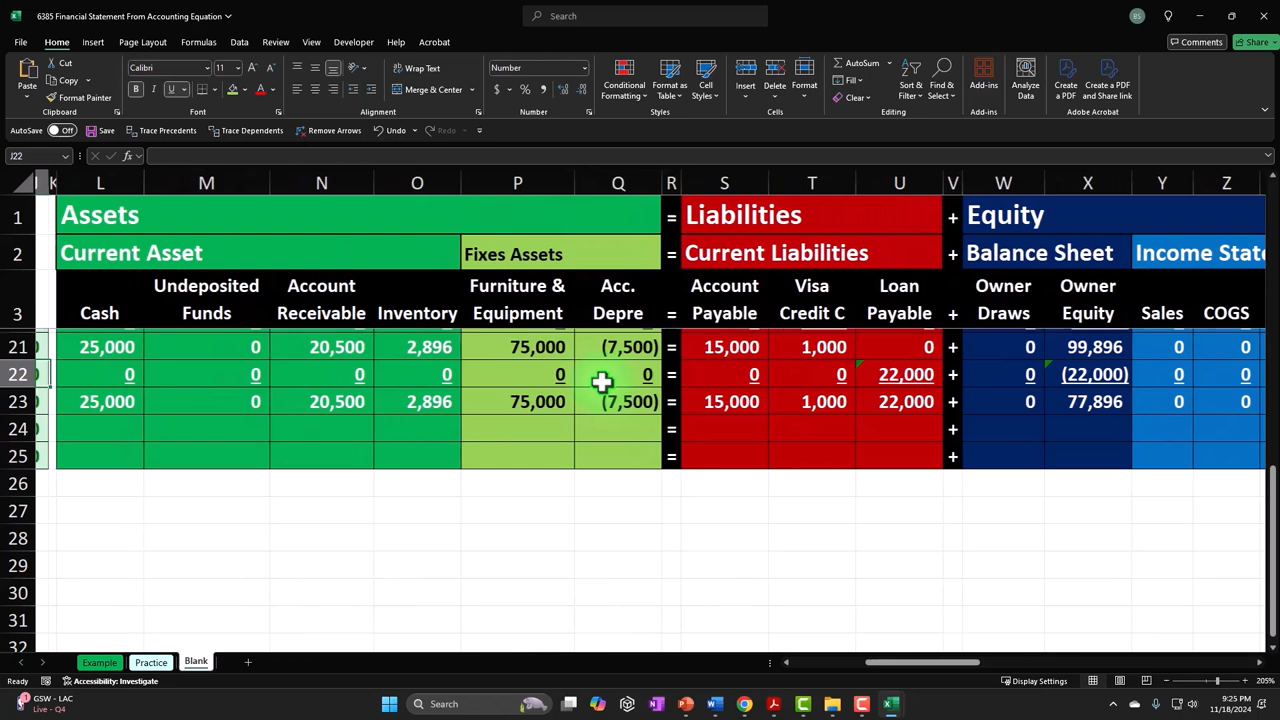 6385 Financial Statement From Accounting Equation
Search
BS
File Home Insert Page Layout Formulas Data Review View Developer Help Acrobat
Comments Share
Paste
Cut
Copy
Format Painter
Clipboard
Calibri 11
B I U
Font
Wrap Text
Merge & Center
Alignment
Number
$ % 9
Number
Conditional Formatting
Format as Table
Cell Styles
Styles
Insert Delete Format
Cells
AutoSum
Fill
Clear
Sort & Filter
Find & Select
Editing
Add-ins
Add-ins
Analyze Data
Create a PDF
Create a PDF and Share link
Adobe Acrobat
AutoSave Off Save Trace Precedents Trace Dependents Remove Arrows Undo Redo
J22 fx
K L M N O P Q R S T U V W X Y Z
1 Assets = Liabilities + Equity
2 Current Asset Fixes Assets = Current Liabilities + Balance Sheet Income State
Undeposited Account Furniture & Acc. Account Visa Loan Owner Owner
3 Cash Funds Receivable Inventory Equipment Depre = Payable Credit C Payable + Draws Equity Sales COGS
21 25,000 0 20,500 2,896 75,000 (7,500) = 15,000 1,000 0 + 0 99,896 0 0
22 0 0 0 0 0 0 = 0 0 22,000 + 0 (22,000) 0 0
23 25,000 0 20,500 2,896 75,000 (7,500) = 15,000 1,000 22,000 + 0 77,896 0 0
24 = +
25 = +
26
27
28
29
30
31
32
Example Practice Blank
Ready Accessibility: Investigate Display Settings 205%
GSW - LAC
Live - Q4
Search
9:25 PM
11/18/2024